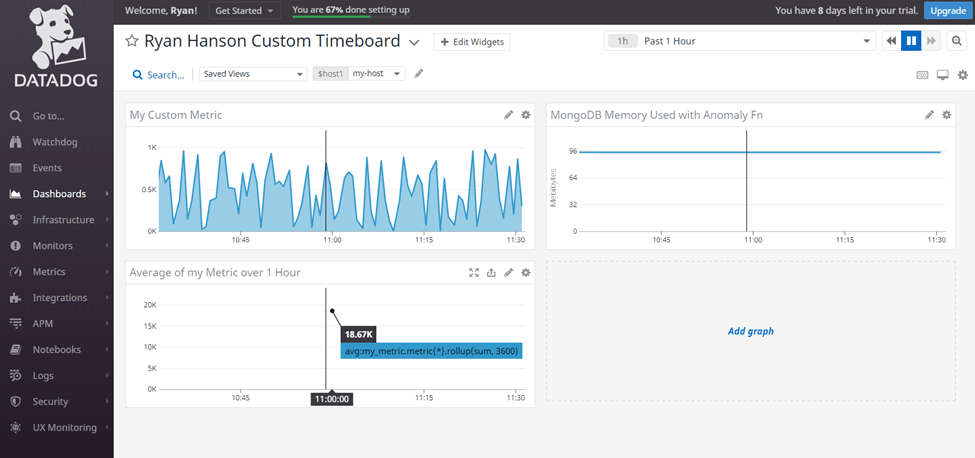 DATADOG
Go to...
Watchdog
Events
Dashboards
Infrastructure
Monitors
Metrics
Integrations
APM
Notebooks
Logs
Security
UX Monitoring
Welcome, Ryan! Get Started You are 67% done setting up You have 8 days left in your trial. Upgrade
Ryan Hanson Custom Timeboard + Edit Widgets 1h Past 1 Hour
Search... Saved Views $host1 my-host
My Custom Metric
1K
0.5K
0K
10:45 11:00 11:15 11:30
MongoDB Memory Used with Anomaly Fn
Mebibytes
96
64
32
0
10:45 11:00 11:15 11:30
Average of my Metric over 1 Hour
20K
15K
10K
5K
0K
18.67K
avg:my_metric.metric{*}.rollup(sum, 3600)
10:45 11:00:00 11:15 11:30
Add graph